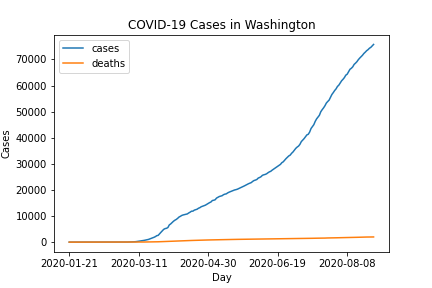 COVID-19 Cases in Washington
cases
deaths
70000
60000
50000
40000
30000
20000
10000
0
Cases
2020-01-21 2020-03-11 2020-04-30 2020-06-19 2020-08-08
Day